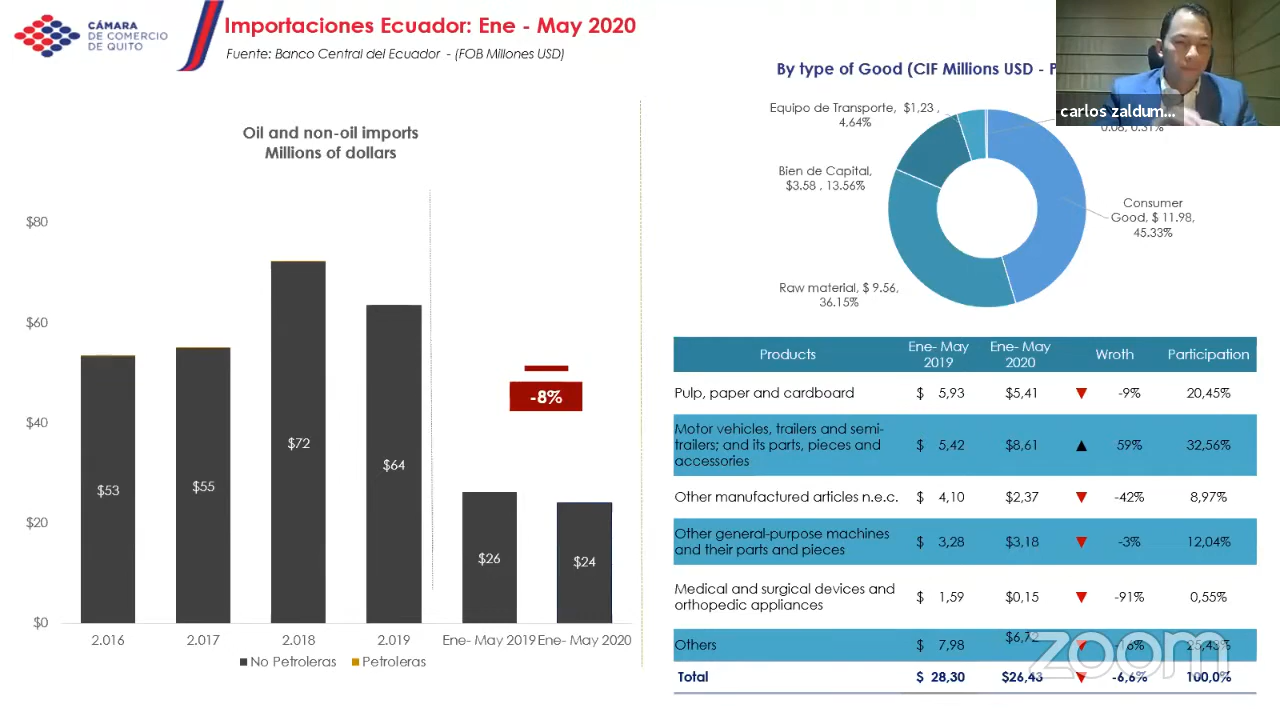 CÁMARA
DE COMERCIO
DE QUITO
Importaciones Ecuador: Ene - May 2020
Fuente: Banco Central del Ecuador - (FOB Millones USD)
Oil and non-oil imports
Millions of dollars
$80
$60
$40
$20
$0
$53
$55
$72
$64
$26
$24
-8%
2.016
2.017
2.018
2.019
Ene- May 2019
Ene- May 2020
No Petroleras
Petroleras
By type of Good (CIF Millions USD -
carlos zaldum...
Equipo de Transporte, $1,23 ,
4,64%
0.08, 0.31%
Bien de Capital,
$3.58 , 13.56%
Consumer
Good, $ 11.98,
45.33%
Raw material, $ 9.56,
36.15%
Products Ene- May 2019 Ene- May 2020 Wroth Participation
Pulp, paper and cardboard $ 5,93 $5,41 ▼ -9% 20,45%
Motor vehicles, trailers and semi-
trailers; and its parts, pieces and $ 5,42 $8,61 ▲ 59% 32,56%
accessories
Other manufactured articles n.e.c. $ 4,10 $2,37 ▼ -42% 8,97%
Other general-purpose machines
and their parts and pieces $ 3,28 $3,18 ▼ -3% 12,04%
Medical and surgical devices and
orthopedic appliances $ 1,59 $0,15 ▼ -91% 0,55%
Others $ 7,98 $6,72 ▼ -16% 25,43%
Total $ 28,30 $26,43 ▼ -6,6% 100,0%
zoom